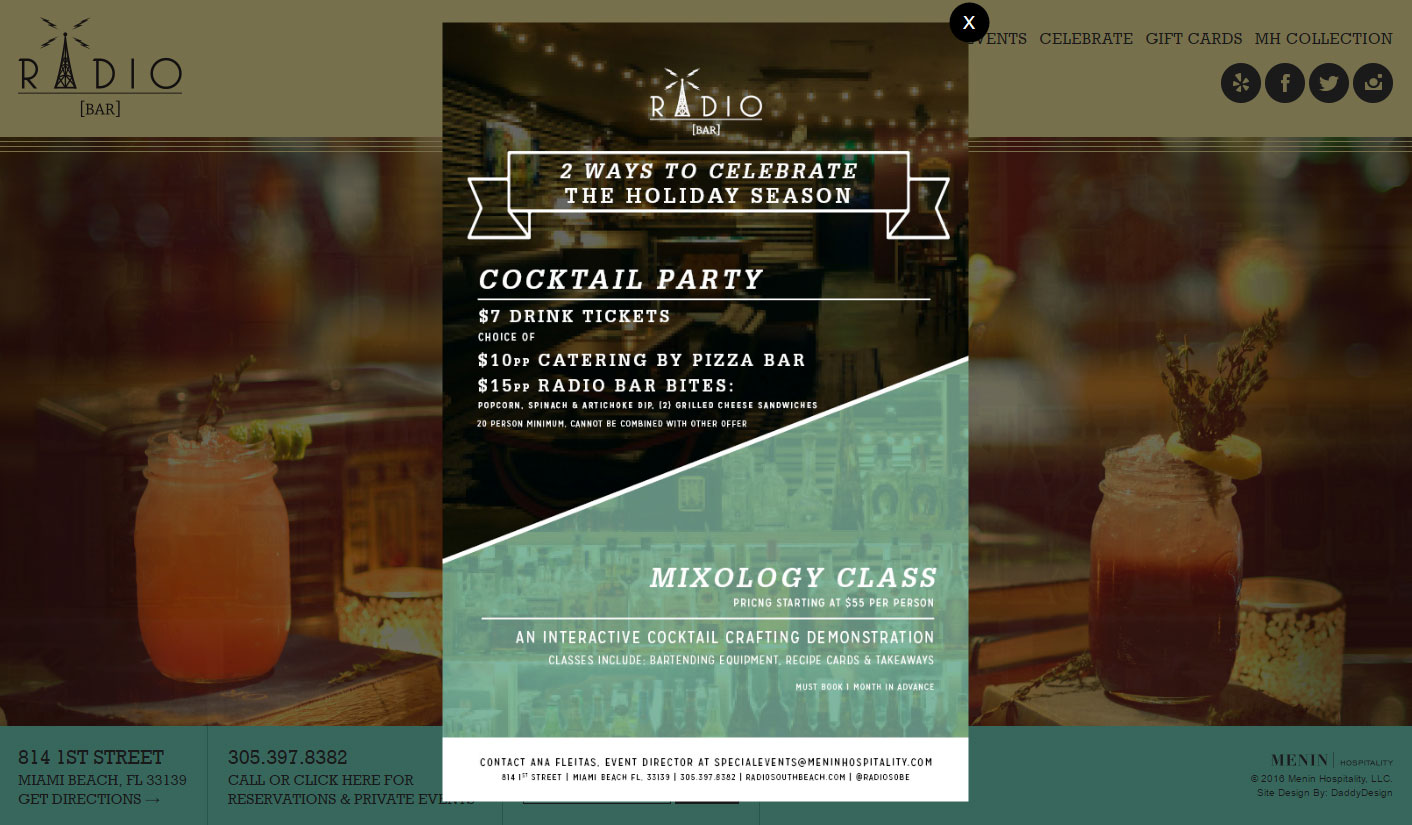 RADIO
[BAR]
X
EVENTS CELEBRATE GIFT CARDS MH COLLECTION
RADIO
[BAR]
2 WAYS TO CELEBRATE
THE HOLIDAY SEASON
COCKTAIL PARTY
$7 DRINK TICKETS
CHOICE OF
$10PP CATERING BY PIZZA BAR
$15PP RADIO BAR BITES:
POPCORN, SPINACH & ARTICHOKE DIP, (2) GRILLED CHEESE SANDWICHES
20 PERSON MINIMUM, CANNOT BE COMBINED WITH OTHER OFFER
MIXOLOGY CLASS
PRICNG STARTING AT $55 PER PERSON
AN INTERACTIVE COCKTAIL CRAFTING DEMONSTRATION
CLASSES INCLUDE: BARTENDING EQUIPMENT, RECIPE CARDS & TAKEAWAYS
MUST BOOK 1 MONTH IN ADVANCE
CONTACT ANA FLEITAS, EVENT DIRECTOR AT SPECIALEVENTS@MENINHOSPITALITY.COM
814 1ST STREET | MIAMI BEACH FL, 33139 | 305.397.8382 | RADIOSOUTHBEACH.COM | @RADIOSOBE
814 1ST STREET
MIAMI BEACH, FL 33139
GET DIRECTIONS →
305.397.8382
CALL OR CLICK HERE FOR
RESERVATIONS & PRIVATE EVENTS
MENIN | HOSPITALITY
© 2016 Menin Hospitality, LLC.
Site Design By: DaddyDesign